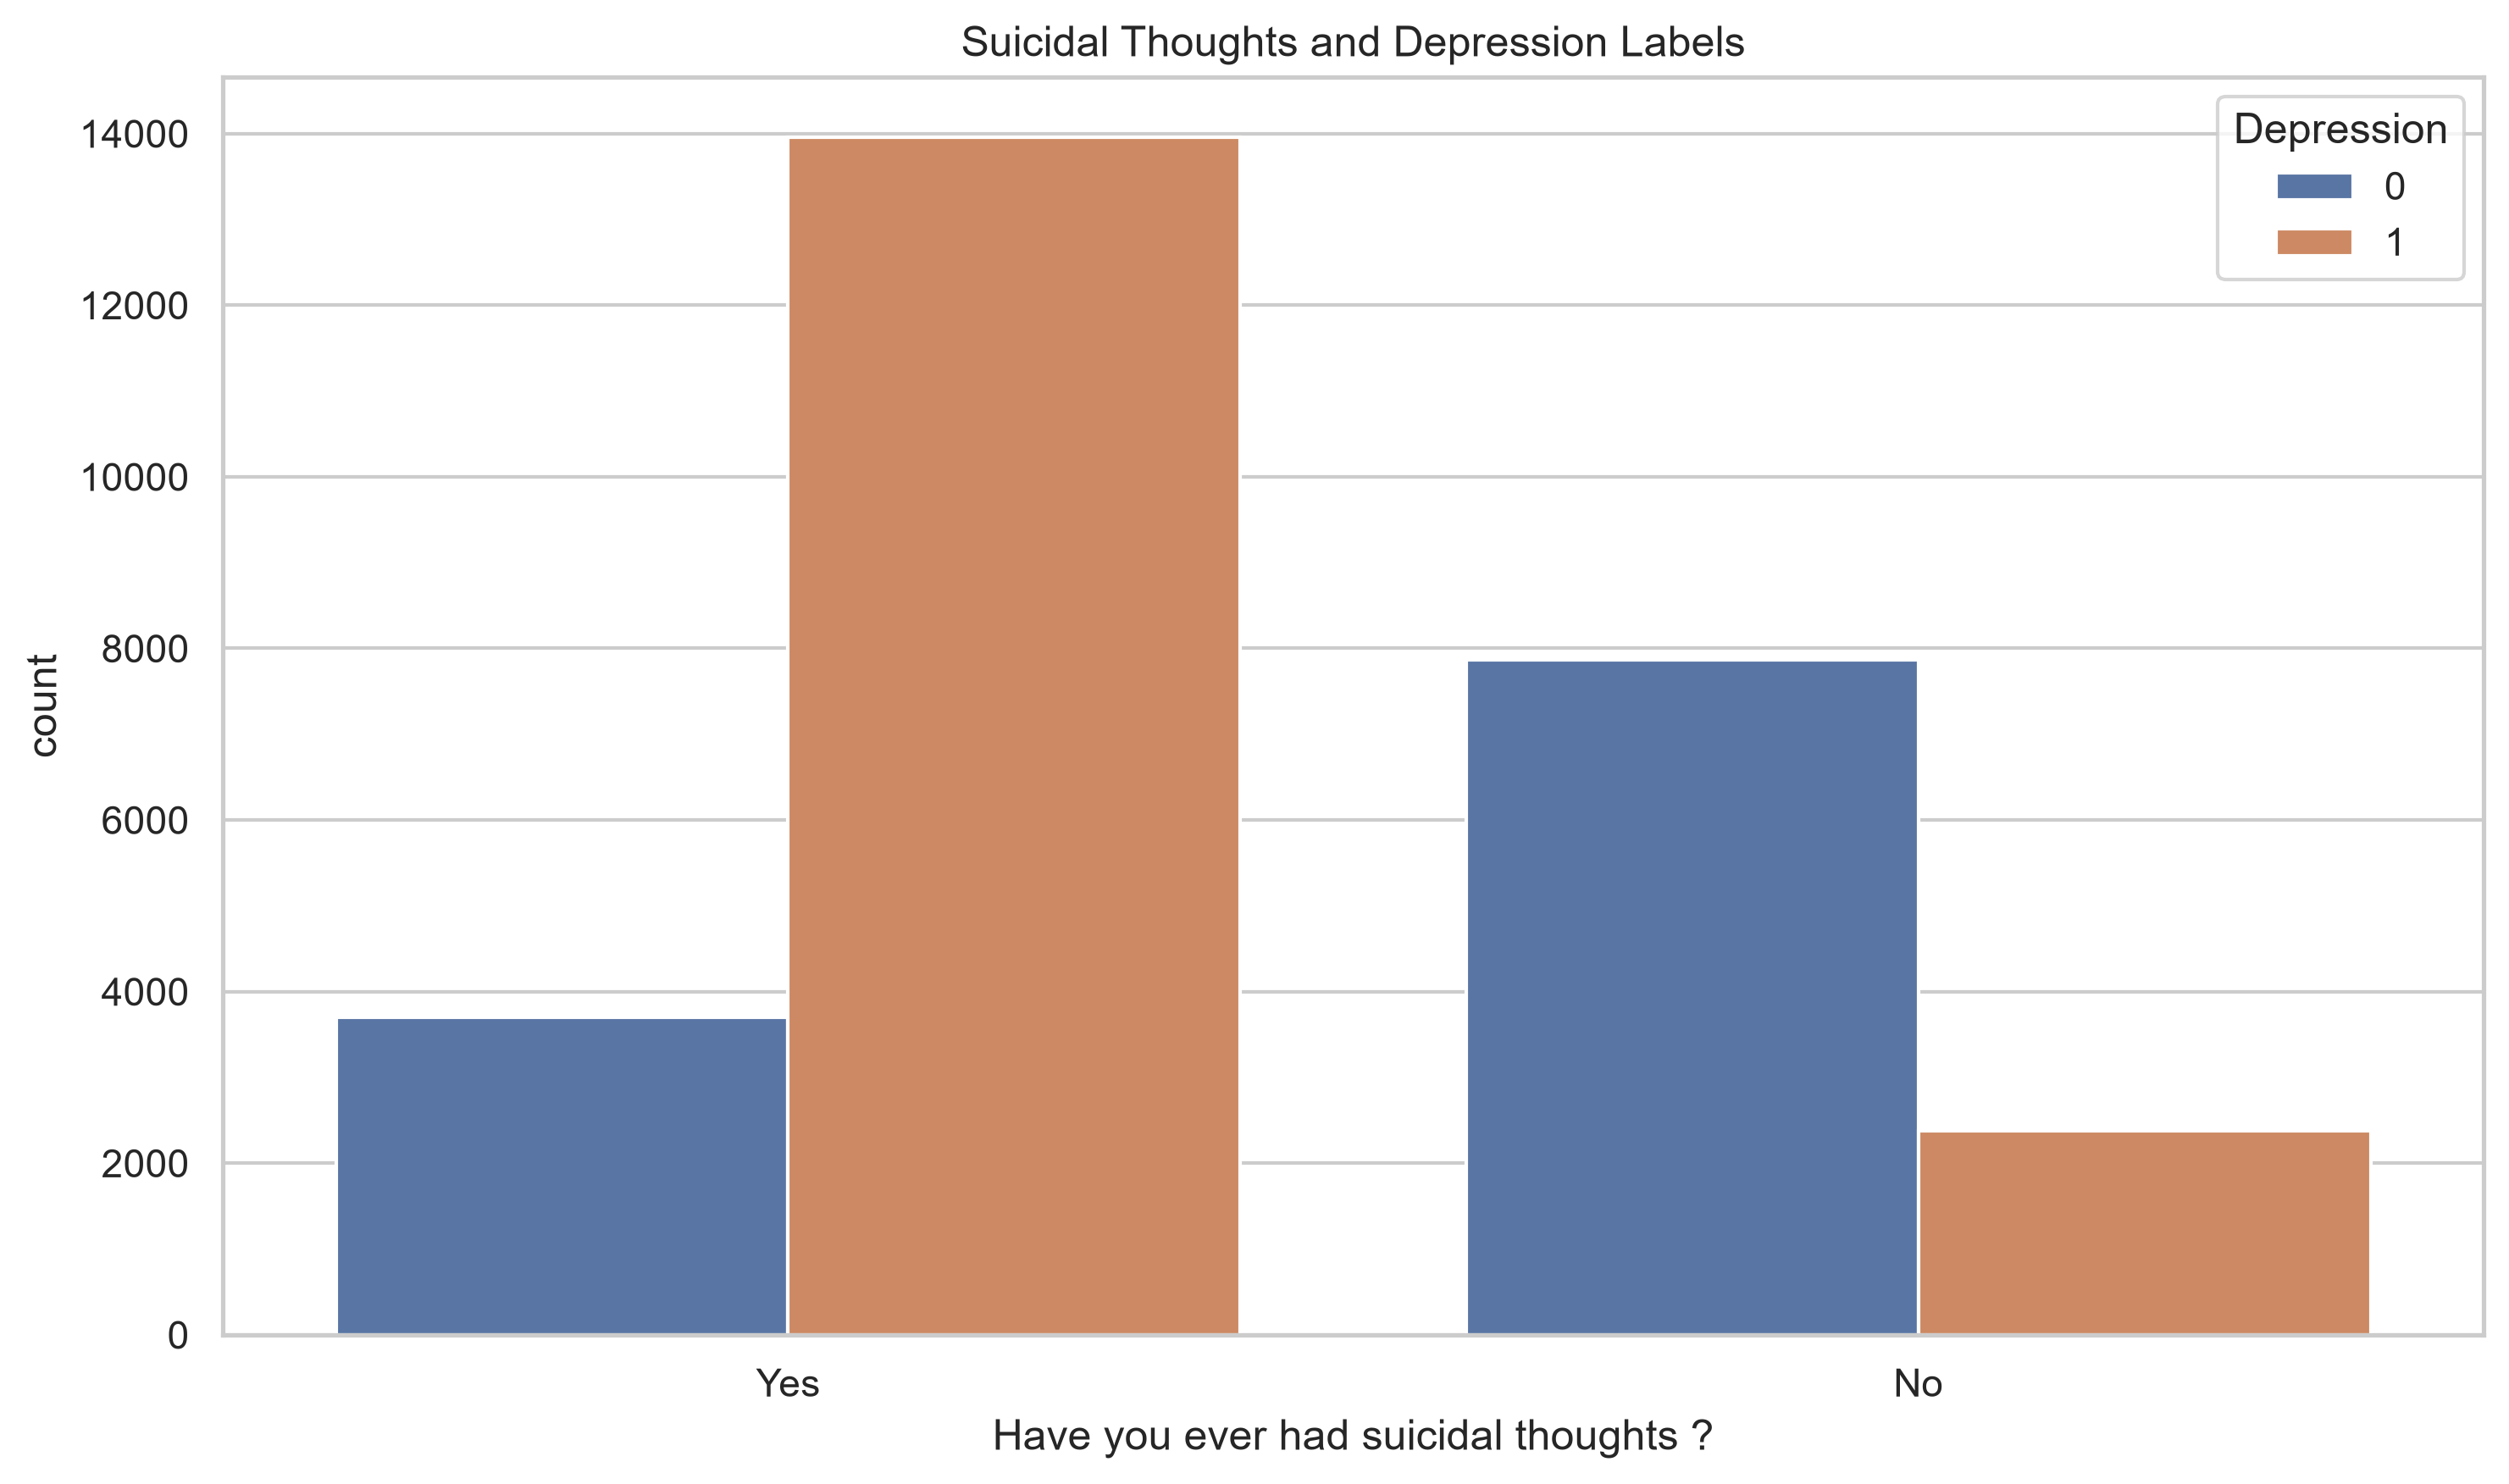 Suicidal Thoughts and Depression Labels
Depression
0
1
14000
12000
10000
8000
6000
4000
2000
0
count
Yes
No
Have you ever had suicidal thoughts ?